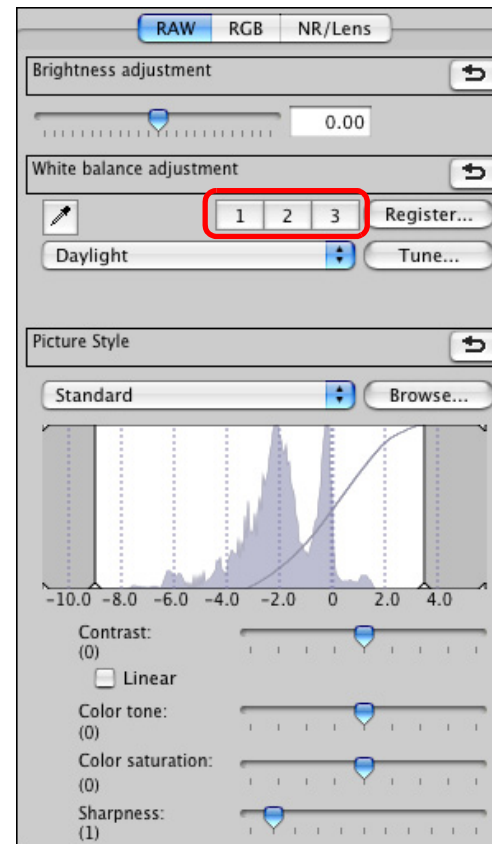 RAW RGB NR/Lens
Brightness adjustment
0.00
White balance adjustment
1 2 3 Register...
Daylight Tune...
Picture Style
Standard Browse...
-10.0 -8.0 -6.0 -4.0 -2.0 0 2.0 4.0
Contrast:
(0)
Linear
Color tone:
(0)
Color saturation:
(0)
Sharpness:
(1)